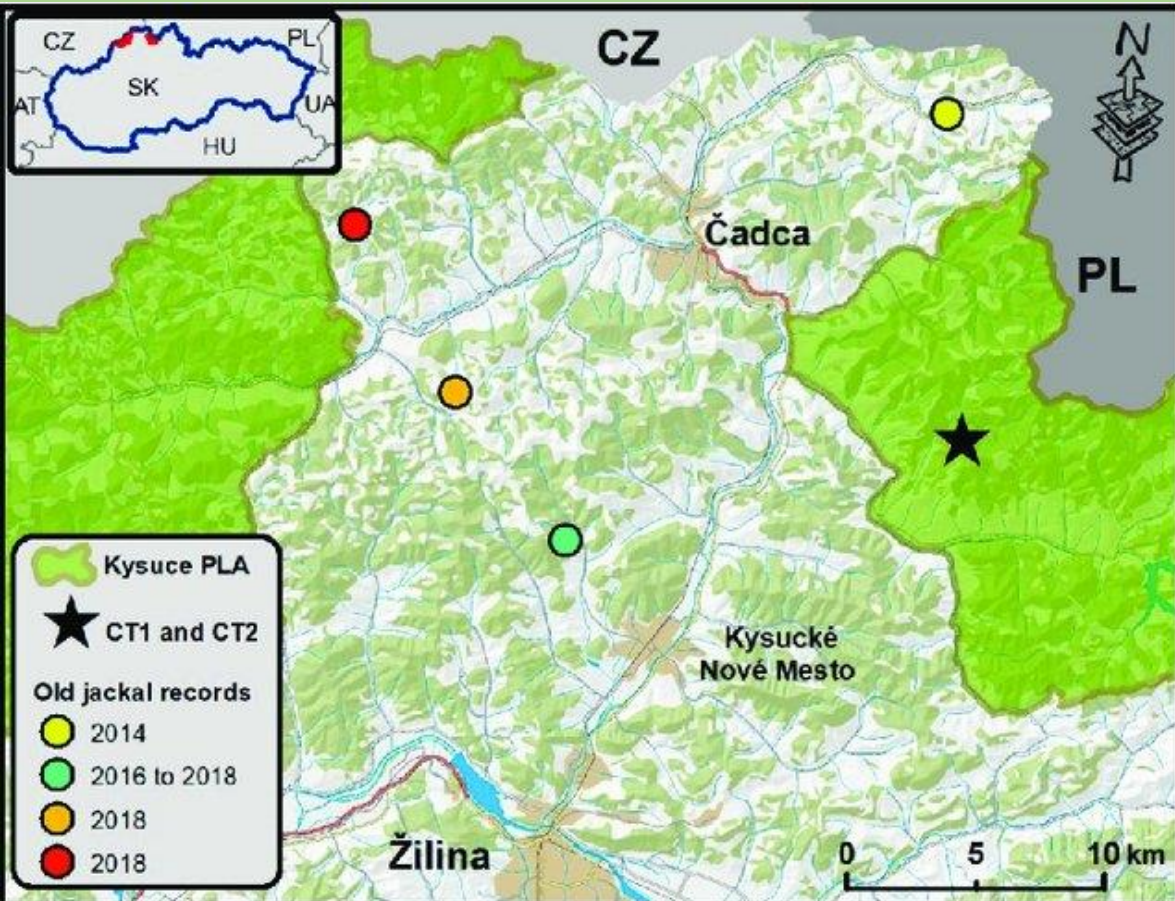 CZ
PL
AT
SK
UA
HU
CZ
N
Čadca
PL
Kysuce PLA
CT1 and CT2
Old jackal records
2014
2016 to 2018
2018
2018
Kysucké
Nové Mesto
Žilina
0 5 10 km